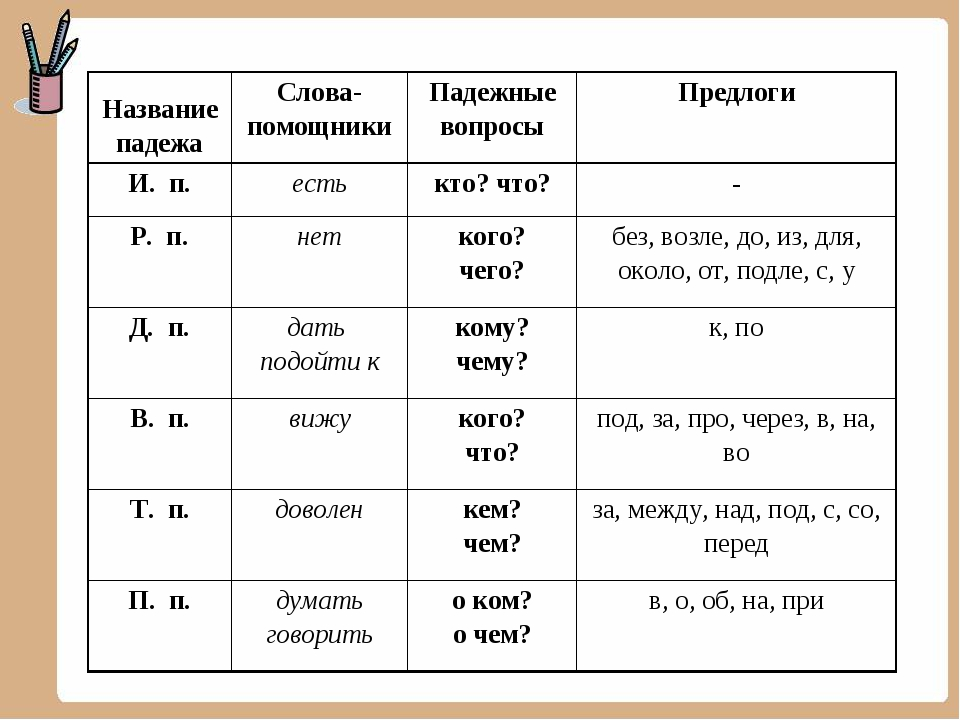 Название
падежа
Слова-
помощники
Падежные
вопросы
Предлоги
И. п.
есть
кто? что?
-
Р. п.
нет
кого?
чего?
без, возле, до, из, для,
около, от, подле, с, у
Д. п.
дать
подойти к
кому?
чему?
к, по
В. п.
вижу
кого?
что?
под, за, про, через, в, на,
во
Т. п.
доволен
кем?
чем?
за, между, над, под, с, со,
перед
П. п.
думать
говорить
о ком?
о чем?
в, о, об, на, при